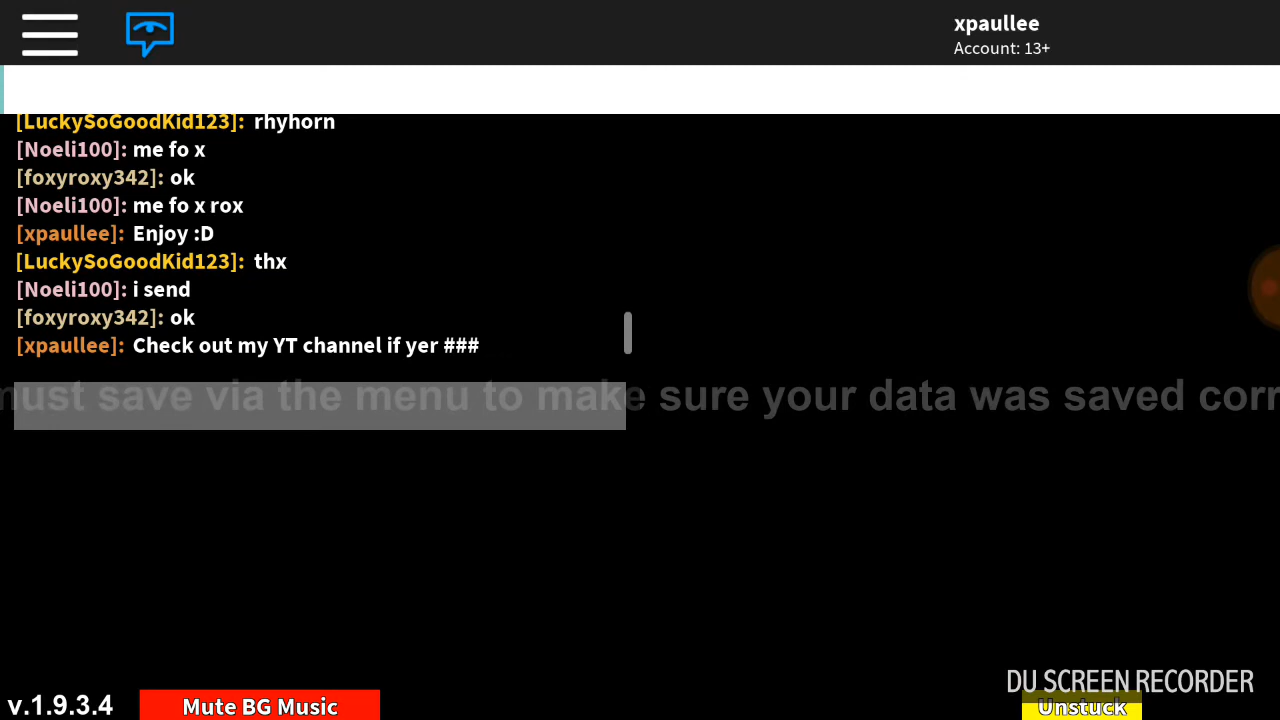 xpaullee
Account: 13+
[LuckySoGoodKid123]: rhyhorn
[Noeli100]: me fo x
[foxyroxy342]: ok
[Noeli100]: me fo x rox
[xpaullee]: Enjoy :D
[LuckySoGoodKid123]: thx
[Noeli100]: i send
[foxyroxy342]: ok
[xpaullee]: Check out my YT channel if yer ###
must save via the menu to make sure your data was saved corr
DU SCREEN RECORDER
v.1.9.3.4
Mute BG Music
Unstuck